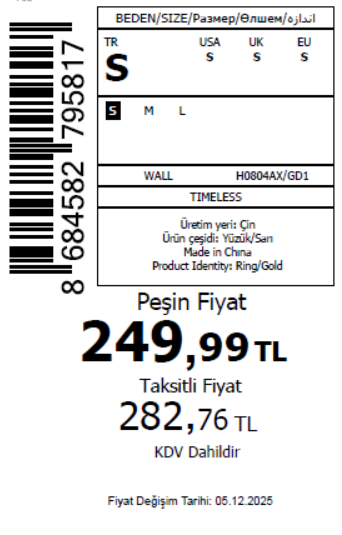 BEDEN/SIZE/Размер/Өлшем/اندازه
TR USA UK EU
S S S S
S M L
WALL H0804AX/GD1
TIMELESS
Üretim yeri: Çin
Ürün çeşidi: Yüzük/Sarı
Made in China
Product Identity: Ring/Gold
8 684582 795817
Peşin Fiyat
249,99 TL
Taksitli Fiyat
282,76 TL
KDV Dahildir
Fiyat Değişim Tarihi: 05.12.2025